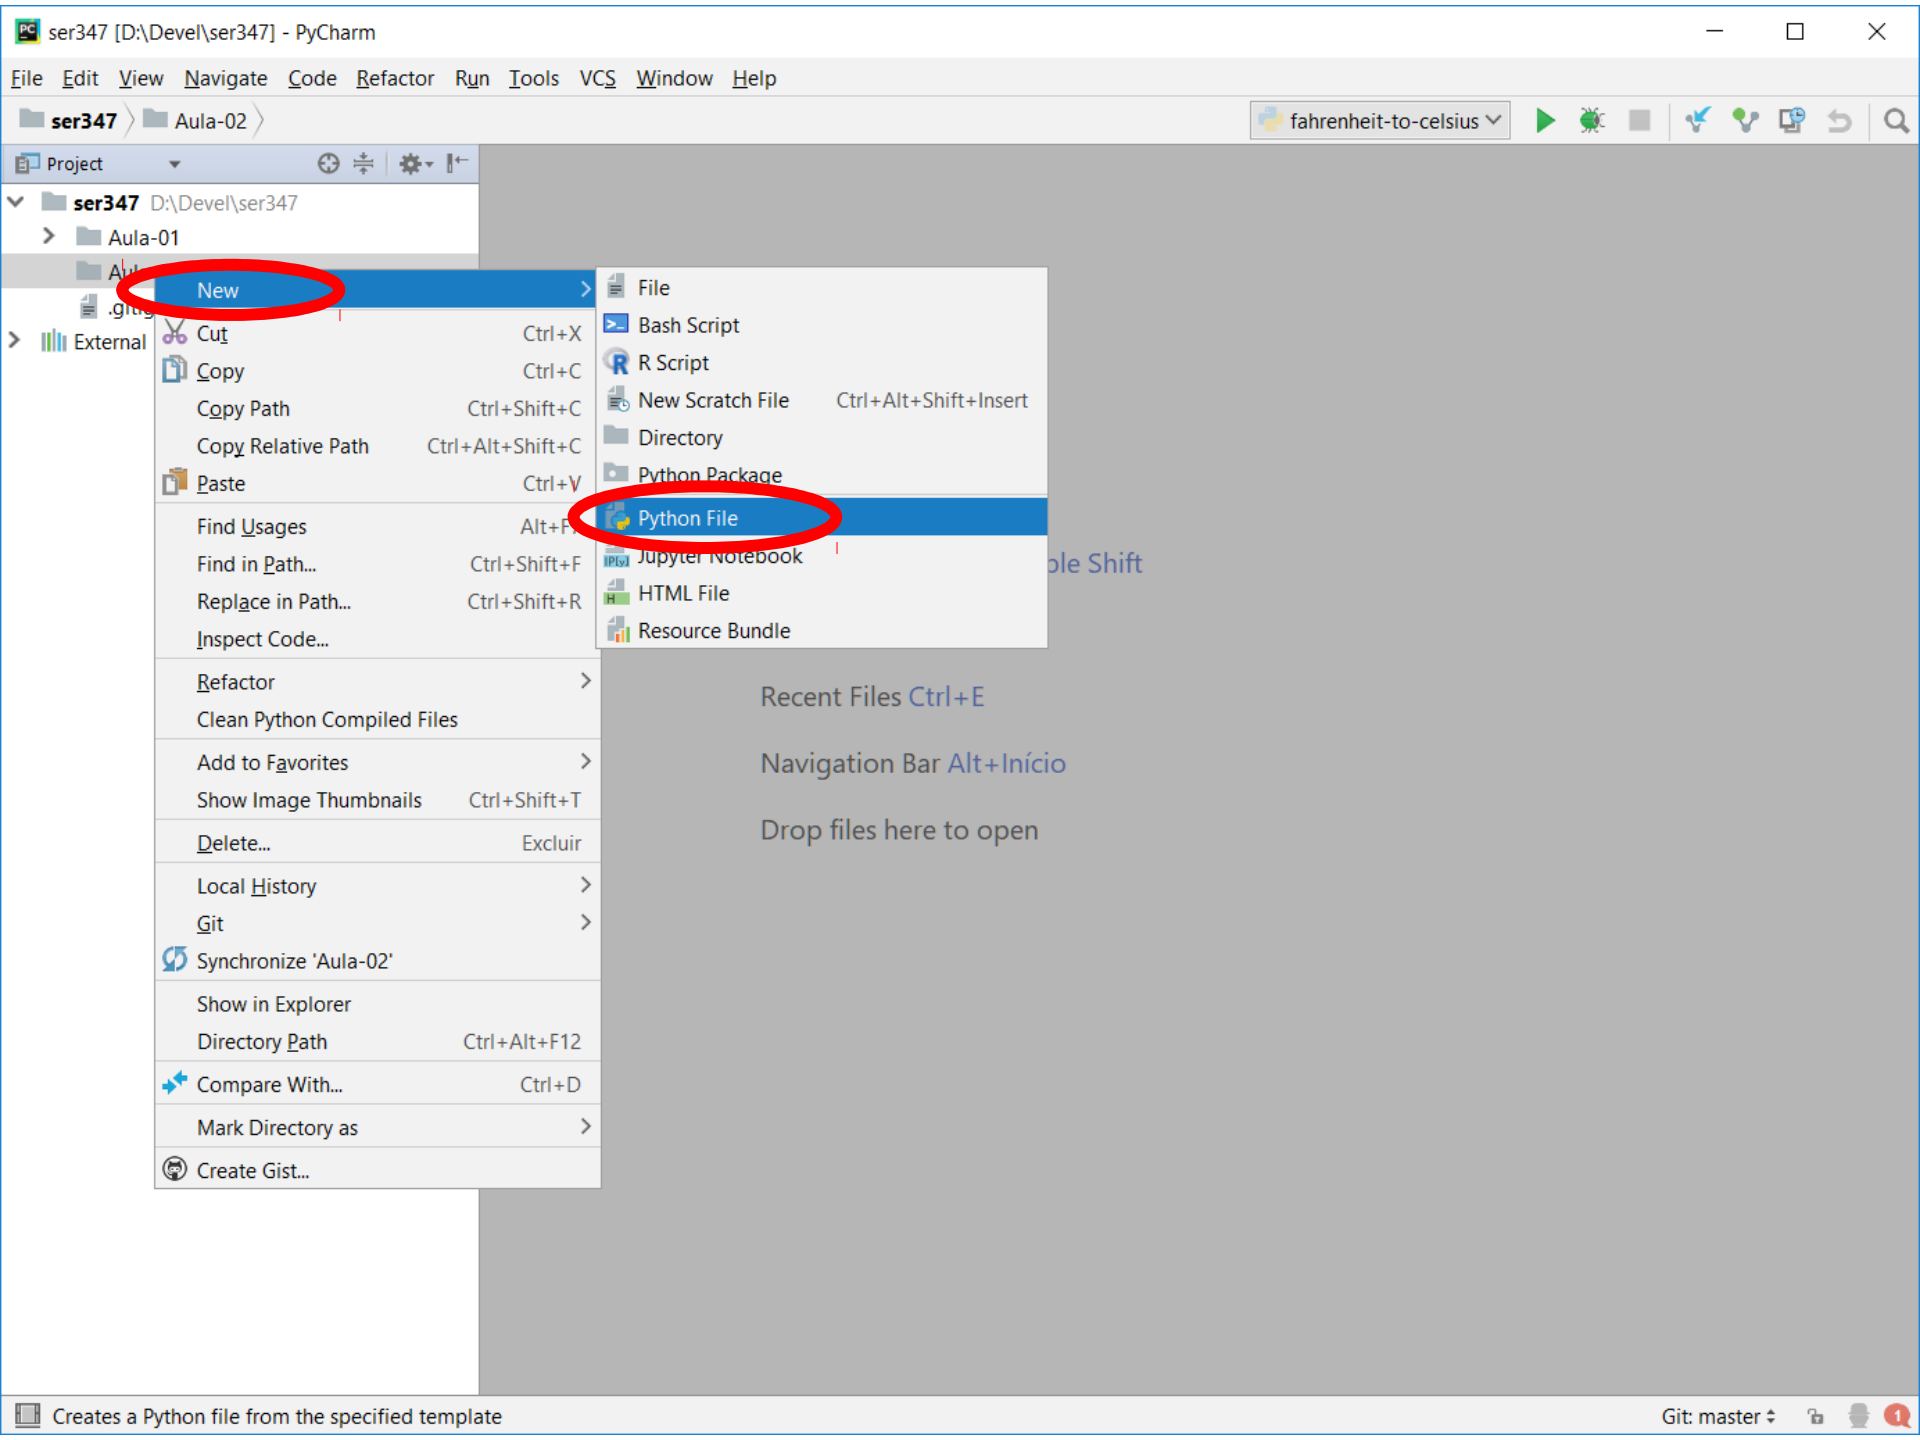 ser347 [D:\Devel\ser347] - PyCharm
File Edit View Navigate Code Refactor Run Tools VCS Window Help
ser347 Aula-02 fahrenheit-to-celsius
Project
ser347 D:\Devel\ser347
Aula-01
New
External
Cut Ctrl+X
Copy Ctrl+C
Copy Path Ctrl+Shift+C
Copy Relative Path Ctrl+Alt+Shift+C
Paste Ctrl+V
Find Usages
Find in Path... Ctrl+Shift+F
Replace in Path... Ctrl+Shift+R
Inspect Code...
Refactor
Clean Python Compiled Files
Add to Favorites
Show Image Thumbnails Ctrl+Shift+T
Delete... Excluir
Local History
Git
Synchronize 'Aula-02'
Show in Explorer
Directory Path Ctrl+Alt+F12
Compare With... Ctrl+D
Mark Directory as
Create Gist...
File
Bash Script
R Script
New Scratch File Ctrl+Alt+Shift+Insert
Directory
Python Package
Python File
Jupyter Notebook
HTML File
Resource Bundle
Shift
Recent Files Ctrl+E
Navigation Bar Alt+Início
Drop files here to open
Creates a Python file from the specified template
Git: master 1